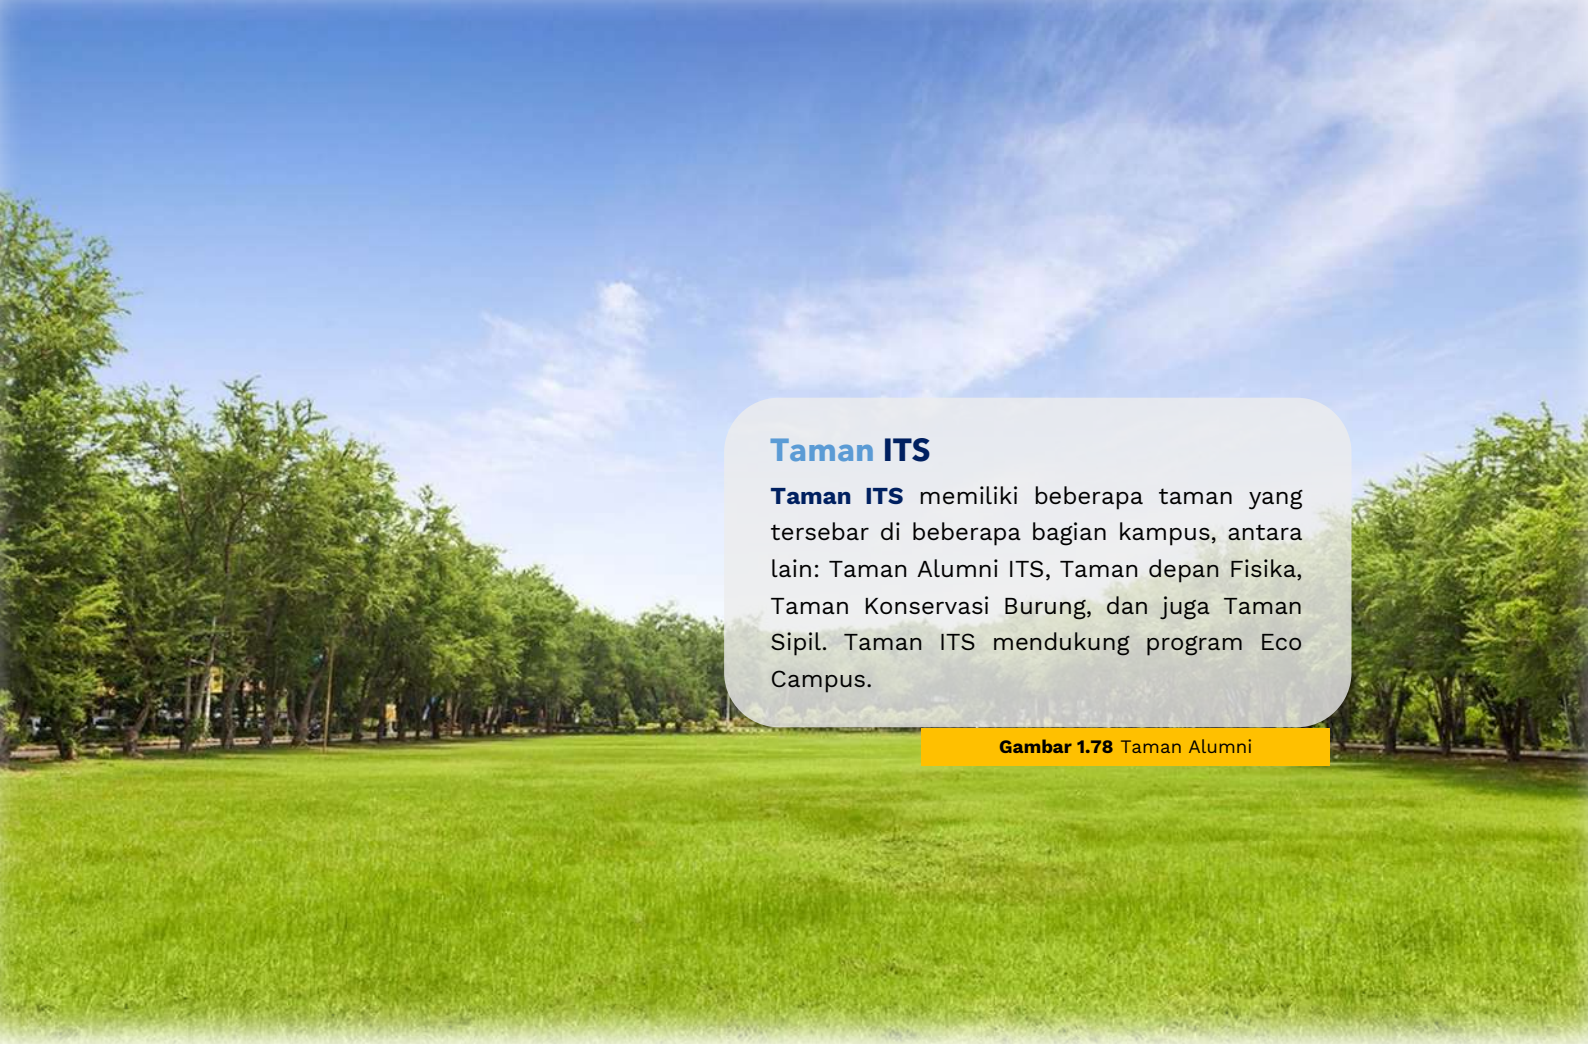 Taman ITS
Taman ITS memiliki beberapa taman yang
tersebar di beberapa bagian kampus, antara
lain: Taman Alumni ITS, Taman depan Fisika,
Taman Konservasi Burung, dan juga Taman
Sipil. Taman ITS mendukung program Eco
Campus.
Gambar 1.78 Taman Alumni